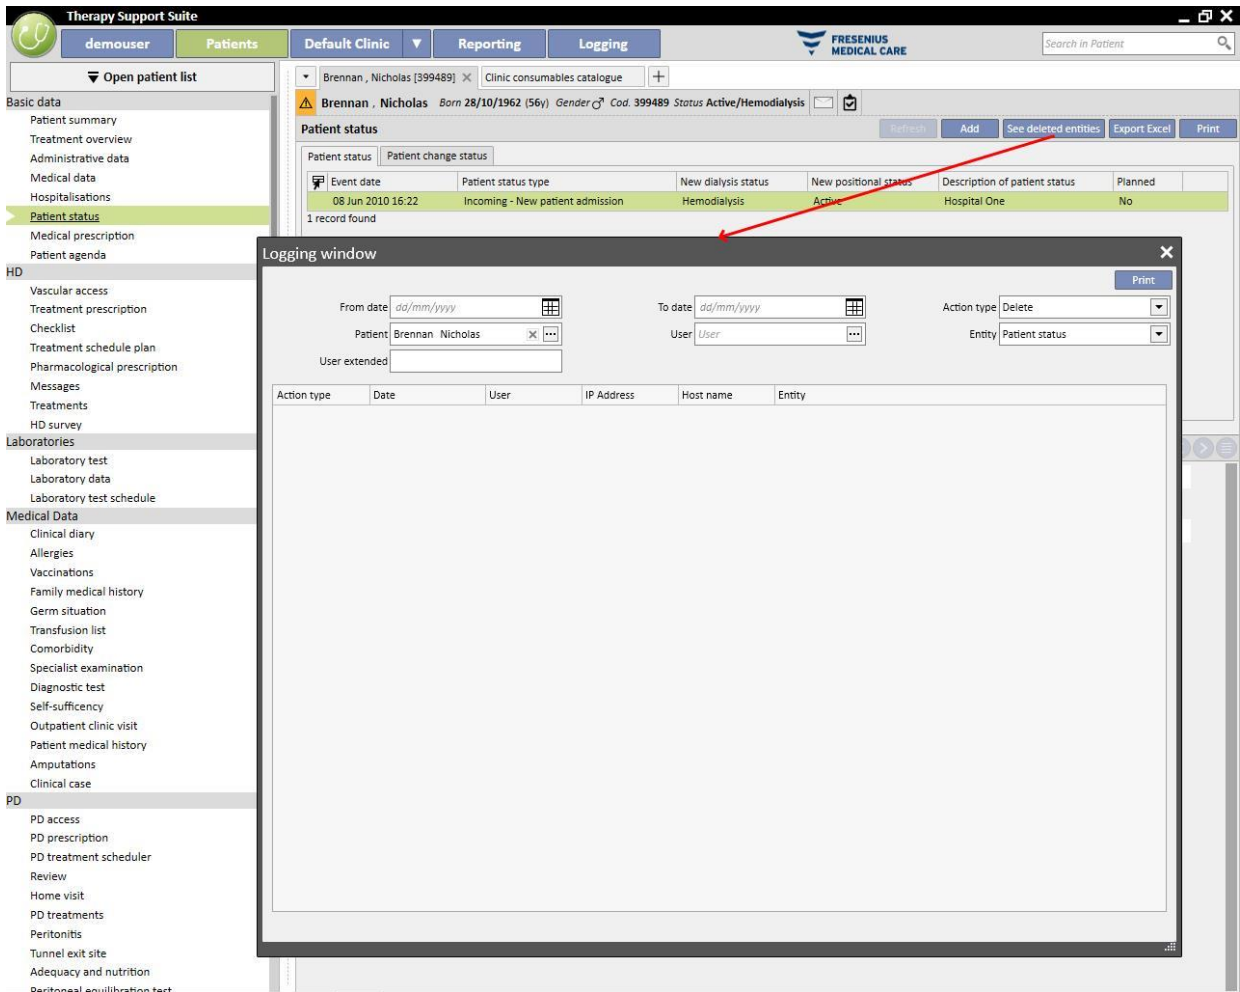 Therapy Support Suite
demouser Patients Default Clinic Reporting Logging FRESENIUS MEDICAL CARE Search in Patient
Open patient list
Brennan , Nicholas [399489] Clinic consumables catalogue
Brennan , Nicholas Born 28/10/1962 (56y) Gender Cod. 399489 Status Active/Hemodialysis
Patient status Refresh Add See deleted entities Export Excel Print
Patient status Patient change status
Event date Patient status type New dialysis status New positional status Description of patient status Planned
08 Jun 2010 16:22 Incoming - New patient admission Hemodialysis Active Hospital One No
1 record found
Basic data
Patient summary
Treatment overview
Administrative data
Medical data
Hospitalisations
Patient status
Medical prescription
Patient agenda
HD
Vascular access
Treatment prescription
Checklist
Treatment schedule plan
Pharmacological prescription
Messages
Treatments
HD survey
Laboratories
Laboratory test
Laboratory data
Laboratory test schedule
Medical Data
Clinical diary
Allergies
Vaccinations
Family medical history
Germ situation
Transfusion list
Comorbidity
Specialist examination
Diagnostic test
Self-sufficency
Outpatient clinic visit
Patient medical history
Amputations
Clinical case
PD
PD access
PD prescription
PD treatment scheduler
Review
Home visit
PD treatments
Peritonitis
Tunnel exit site
Adequacy and nutrition
Peritoneal equilibration test
Logging window
Print
From date dd/mm/yyyy To date dd/mm/yyyy Action type Delete
Patient Brennan Nicholas User User Entity Patient status
User extended
Action type Date User IP Address Host name Entity